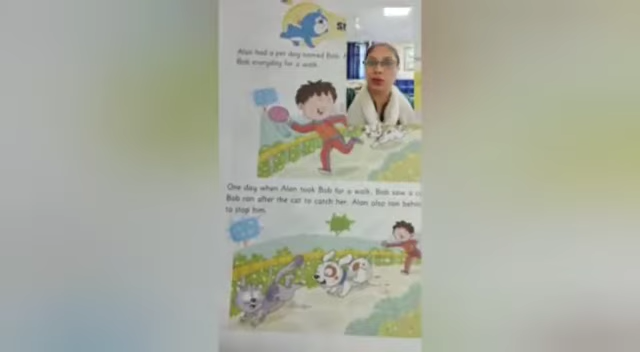 Alan had a pet dog named Bob.
Bob everyday for a walk.
One day when Alan took Bob for a walk, Bob saw a
Bob ran after the cat to catch her. Alan also ran
to stop him.